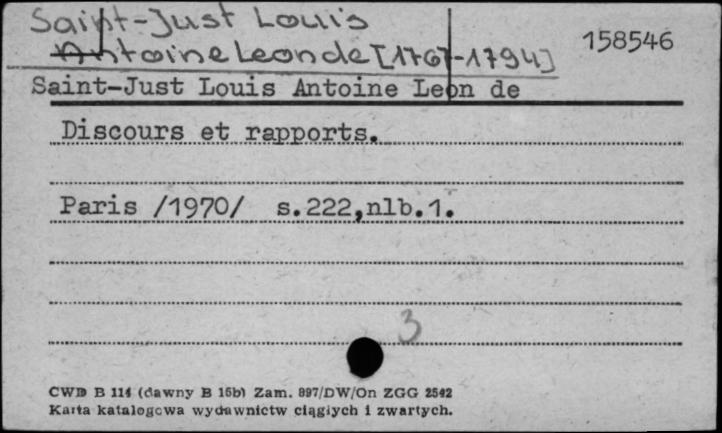 Saint-Just Louis
Antoine Leon de [1767-1794]
158546
Saint-Just Louis Antoine Leon de
Discours et rapports.
Paris /1970/ s.222,nlb.1.
3
CWD B 114 (dawny B 15b) Zam. 897/DW/On ZGG 2542
Karta katalogowa wydawnictw ciągłych i zwartych.